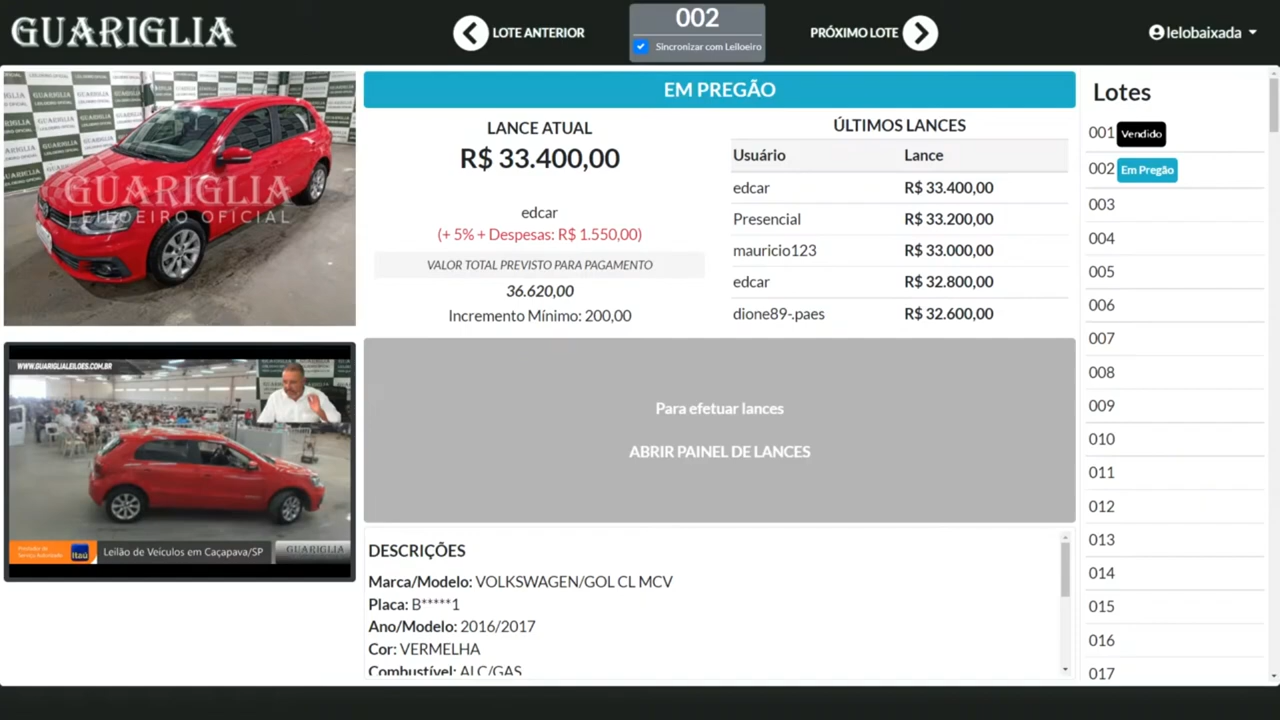 GUARIGLIA
LOTE ANTERIOR
002
Sincronizar com Leiloeiro
PRÓXIMO LOTE
lelobaixada
GUARIGLIA
LEILOEIRO OFICIAL
EM PREGÃO
LANCE ATUAL
R$ 33.400,00
edcar
(+ 5% + Despesas: R$ 1.550,00)
VALOR TOTAL PREVISTO PARA PAGAMENTO
36.620,00
Incremento Mínimo: 200,00
ÚLTIMOS LANCES
Usuário Lance
edcar R$ 33.400,00
Presencial R$ 33.200,00
mauricio123 R$ 33.000,00
edcar R$ 32.800,00
dione89-.paes R$ 32.600,00
Lotes
001 Vendido
002 Em Pregão
003
004
005
006
007
008
009
010
011
012
013
014
015
016
017
WWW.GUARIGLIALEILOES.COM.BR
Itaú
Leilão de Veículos em Caçapava/SP
GUARIGLIA
Para efetuar lances
ABRIR PAINEL DE LANCES
DESCRIÇÕES
Marca/Modelo: VOLKSWAGEN/GOL CL MCV
Placa: B*****1
Ano/Modelo: 2016/2017
Cor: VERMELHA
Combustível: ALC/GAS